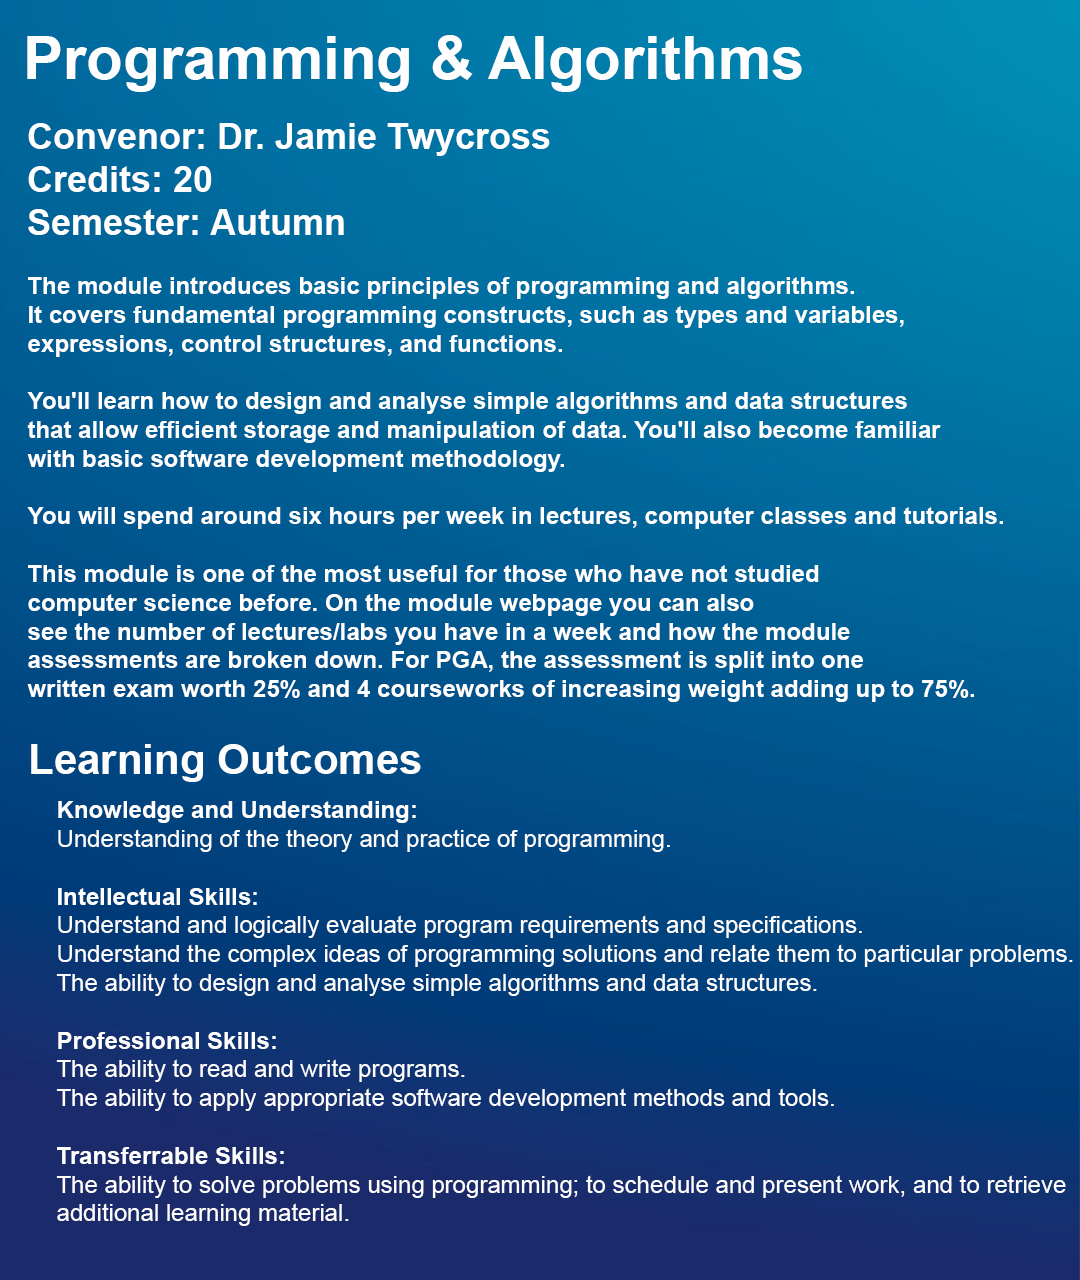 Programming & Algorithms
Convenor: Dr. Jamie Twycross
Credits: 20
Semester: Autumn
The module introduces basic principles of programming and algorithms.
It covers fundamental programming constructs, such as types and variables,
expressions, control structures, and functions.
You'll learn how to design and analyse simple algorithms and data structures
that allow efficient storage and manipulation of data. You'll also become familiar
with basic software development methodology.
You will spend around six hours per week in lectures, computer classes and tutorials.
This module is one of the most useful for those who have not studied
computer science before. On the module webpage you can also
see the number of lectures/labs you have in a week and how the module
assessments are broken down. For PGA, the assessment is split into one
written exam worth 25% and 4 courseworks of increasing weight adding up to 75%.
Learning Outcomes
Knowledge and Understanding:
Understanding of the theory and practice of programming.
Intellectual Skills:
Understand and logically evaluate program requirements and specifications.
Understand the complex ideas of programming solutions and relate them to particular problems.
The ability to design and analyse simple algorithms and data structures.
Professional Skills:
The ability to read and write programs.
The ability to apply appropriate software development methods and tools.
Transferrable Skills:
The ability to solve problems using programming; to schedule and present work, and to retrieve
additional learning material.